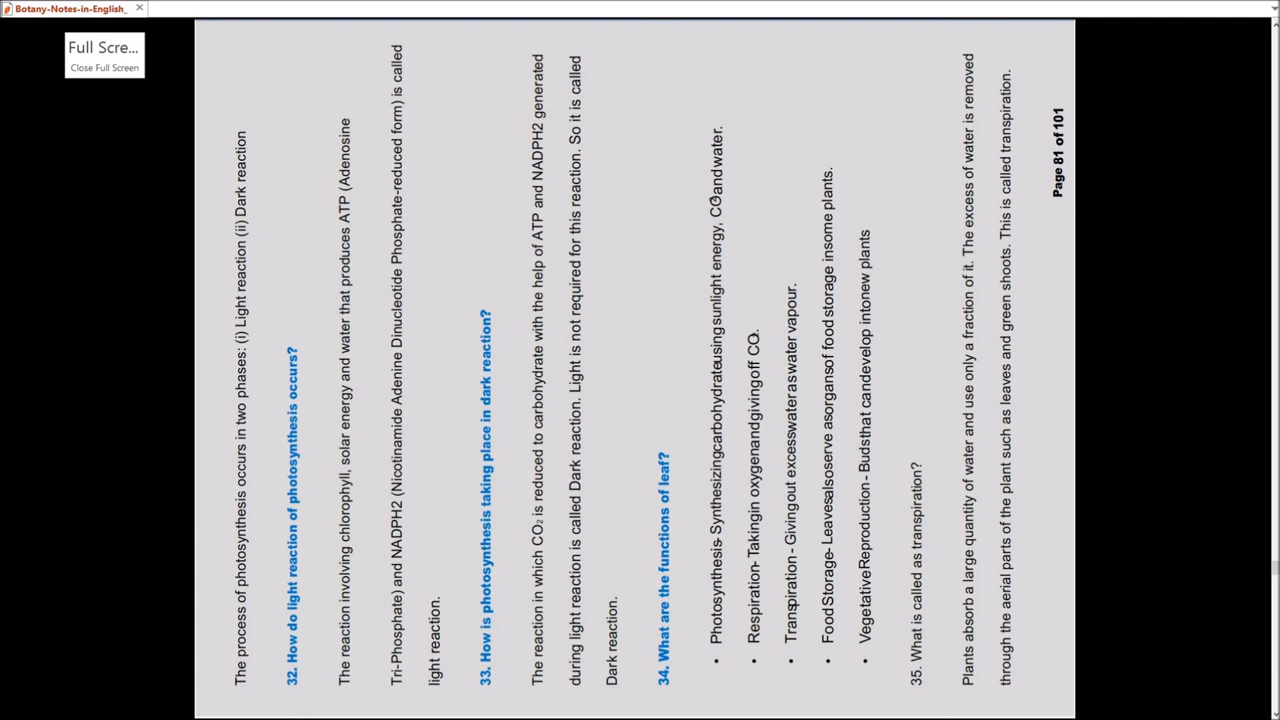 Botany-Notes-in-English_
Full Scre...
Close Full Screen
The process of photosynthesis occurs in two phases: (i) Light reaction (ii) Dark reaction
32. How do light reaction of photosynthesis occurs?
The reaction involving chlorophyll, solar energy and water that produces ATP (Adenosine
Tri-Phosphate) and NADPH2 (Nicotinamide Adenine Dinucleotide Phosphate-reduced form) is called
light reaction.
33. How is photosynthesis taking place in dark reaction?
The reaction in which CO₂ is reduced to carbohydrate with the help of ATP and NADPH2 generated
during light reaction is called Dark reaction. Light is not required for this reaction. So it is called
Dark reaction.
34. What are the functions of leaf?
• Photosynthesis- Synthesizingcarbohydrateusingsunlight energy, CO2andwater.
• Respiration- Takingin oxygenandgivingoff CO2.
• Transpiration - Givingout excesswater aswater vapour.
• FoodStorage- Leavesalsoserve asorgansof foodstorage insome plants.
• VegetativeReproduction - Budsthat candevelop intonew plants
35. What is called as transpiration?
Plants absorb a large quantity of water and use only a fraction of it. The excess of water is removed
through the aerial parts of the plant such as leaves and green shoots. This is called transpiration.
Page 81 of 101